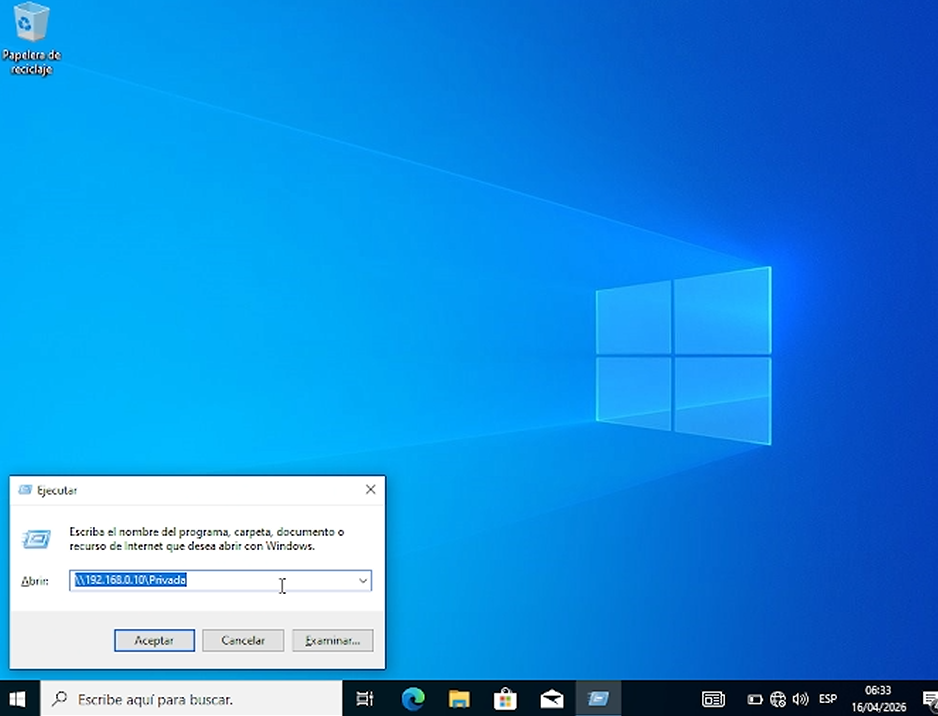 Papelera de
reciclaje
Ejecutar
Escriba el nombre del programa, carpeta, documento o
recurso de Internet que desea abrir con Windows.
Abrir:
\\192.168.0.10\Privada
Aceptar
Cancelar
Examinar...
Escribe aquí para buscar.
ESP
06:33
16/04/2026